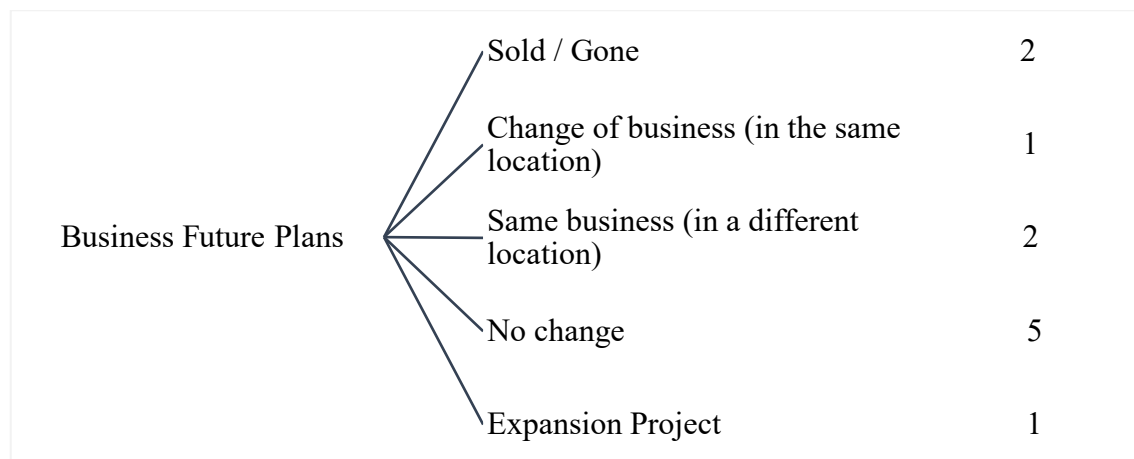 Sold / Gone 2
Change of business (in the same
location) 1
Same business (in a different
location) 2
Business Future Plans
No change 5
Expansion Project 1